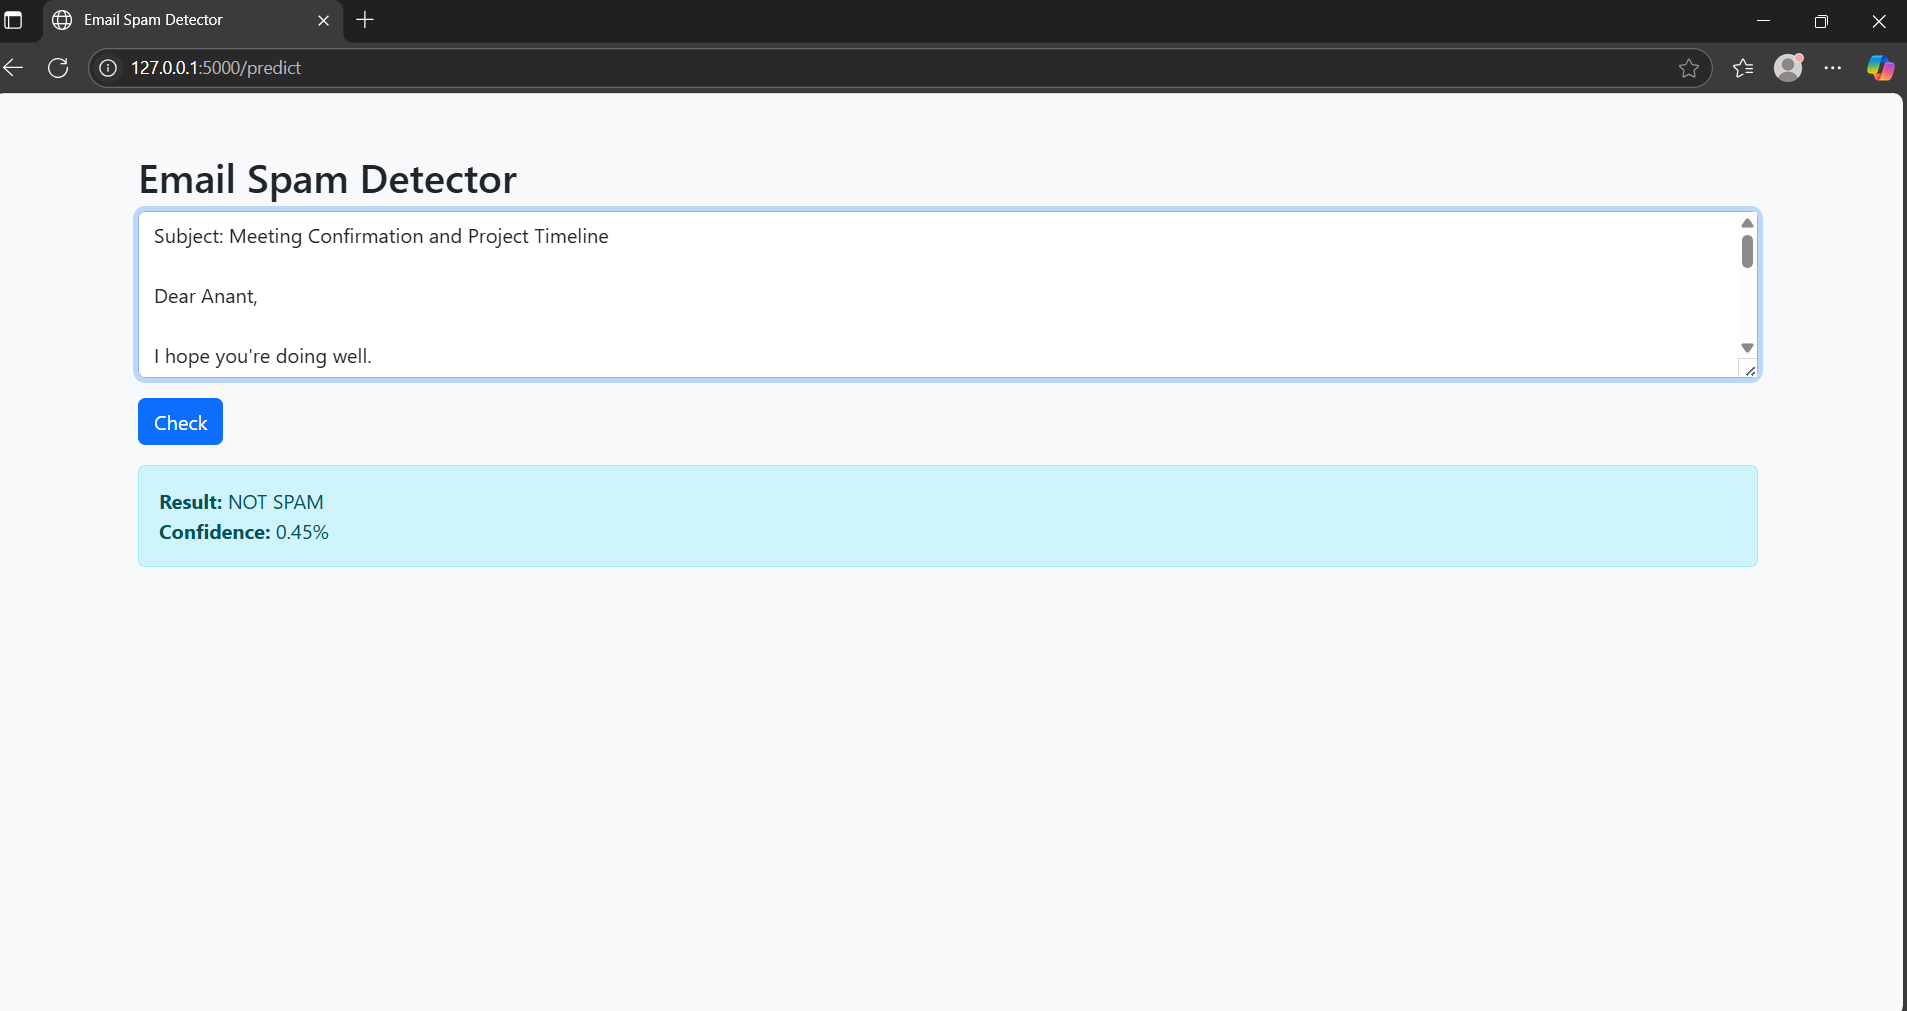 Email Spam Detector
127.0.0.1:5000/predict
Email Spam Detector
Subject: Meeting Confirmation and Project Timeline
Dear Anant,
I hope you're doing well.
Check
Result: NOT SPAM
Confidence: 0.45%